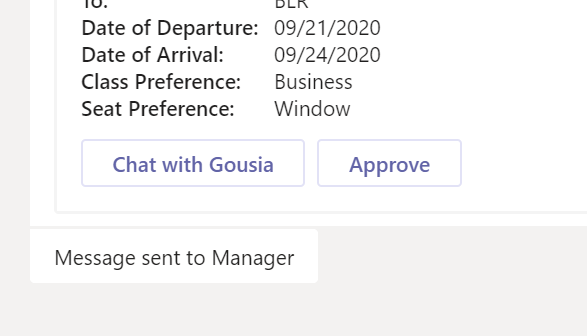 To: BLR
Date of Departure: 09/21/2020
Date of Arrival: 09/24/2020
Class Preference: Business
Seat Preference: Window
Chat with Gousia Approve
Message sent to Manager